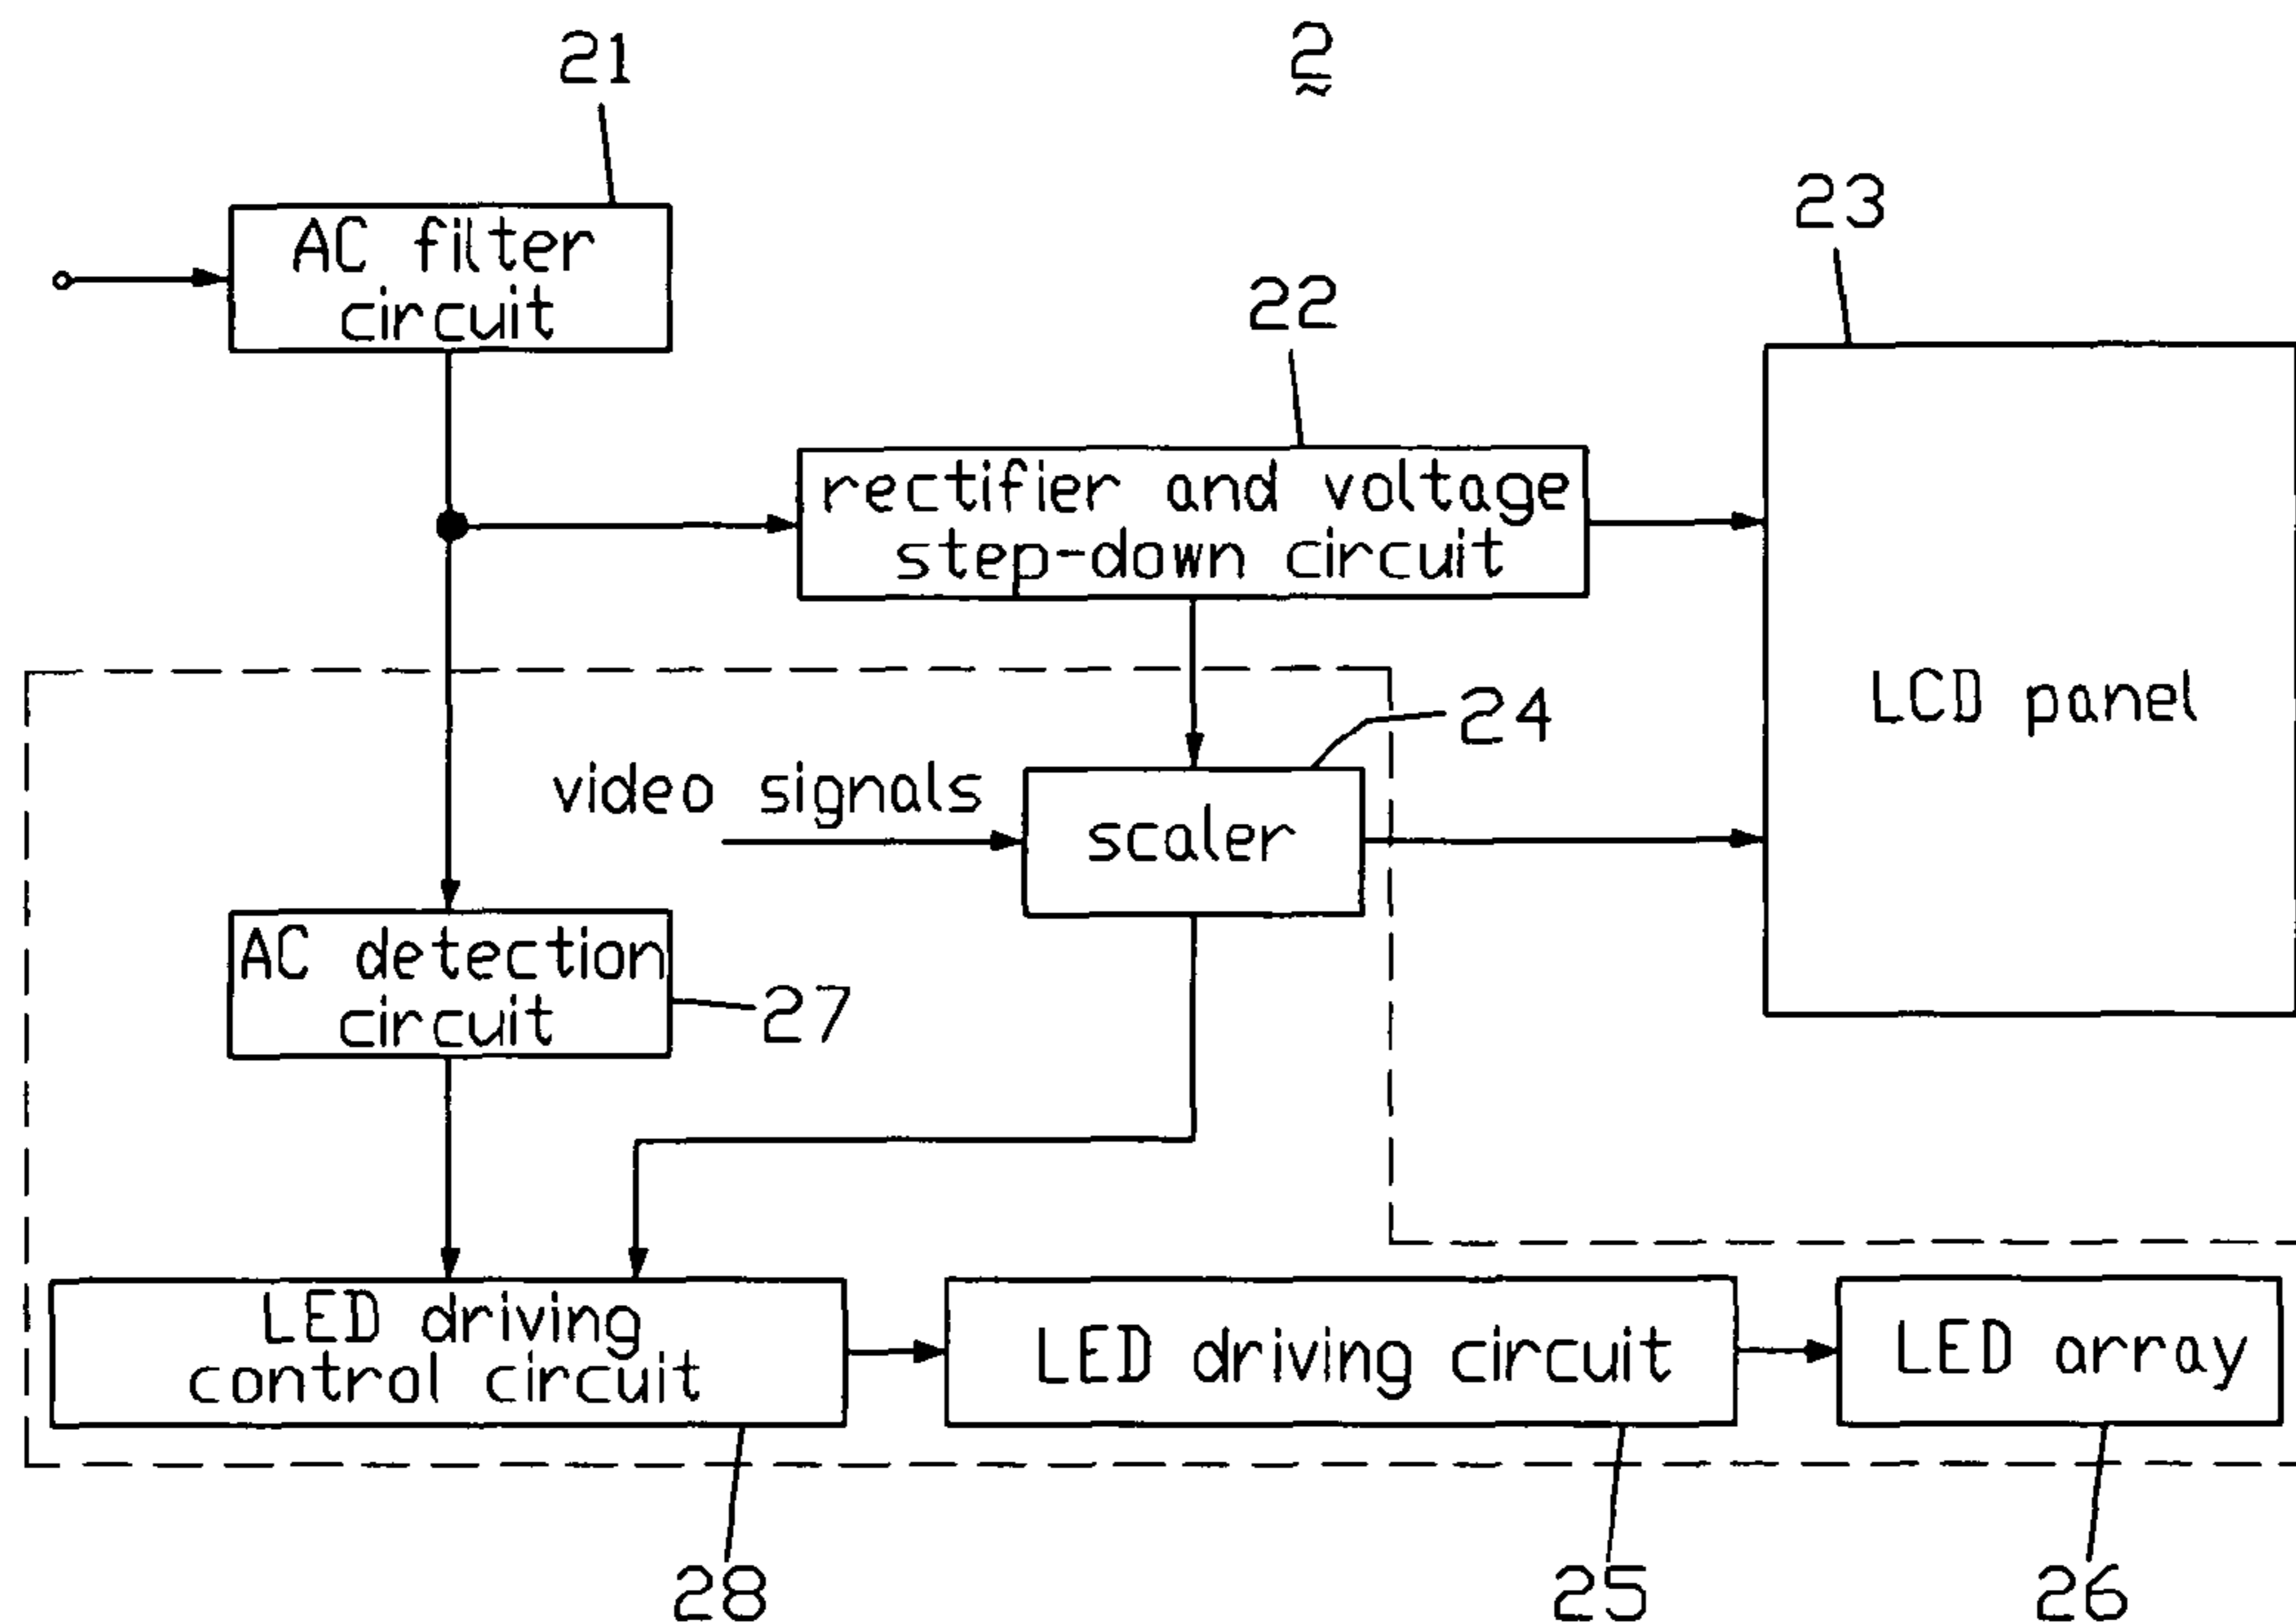 21
2
AC filter
circuit
23
22
rectifier and voltage
step-down circuit
LCD panel
24
video signals
scaler
AC detection
circuit
27
LED driving
control circuit
LED driving circuit
LED array
28
25
26